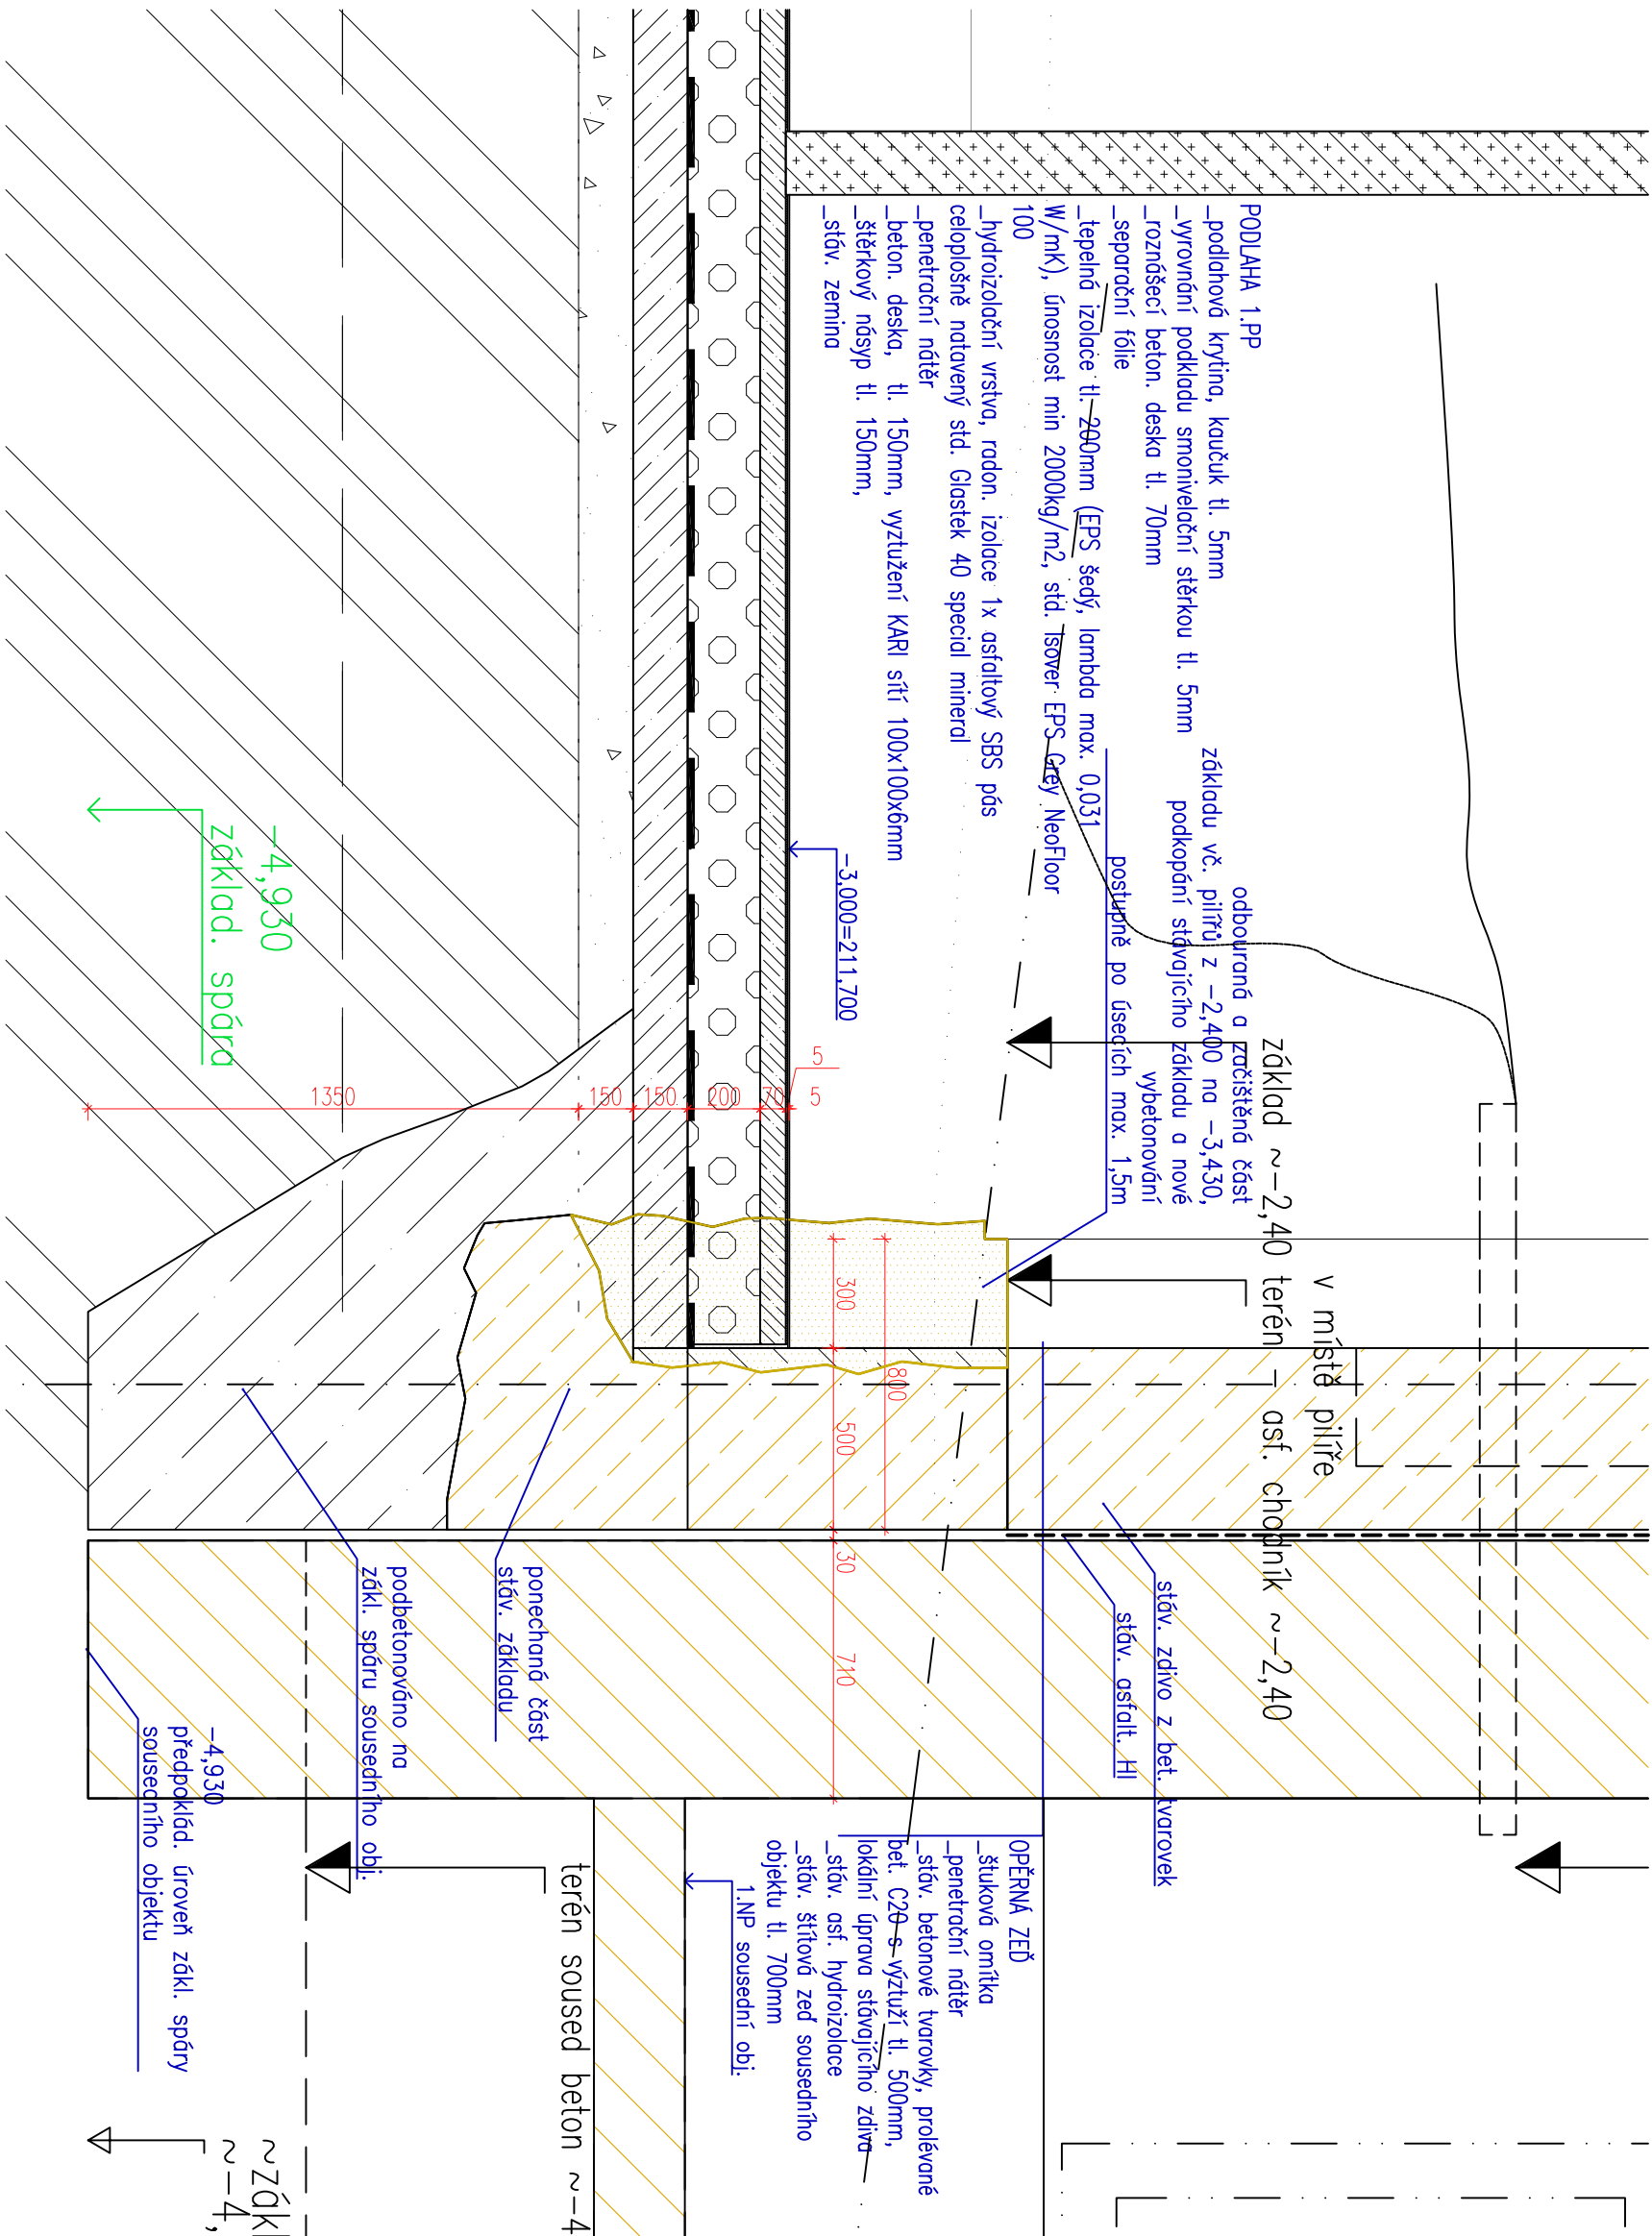 PODLAHA 1.PP
_podlahová krytina, kaučuk tl. 5mm
_vyrovnání podkladu smonivelační stěrkou tl. 5mm
_roznášecí beton. deska tl. 70mm
_separační fólie
_tepelná izolace tl. 200mm (EPS šedý, lambda max. 0,031
W/mK), únosnost min 2000kg/m2, std. Isover EPS Grey NeoFloor
100
_hydroizolační vrstva, radon. izolace 1x asfaltový SBS pás
celoplošně natavený std. Glastek 40 special mineral
_penetrační nátěr
_beton. deska, tl. 150mm, vyztužení KARI sítí 100x100x6mm
_štěrkový násyp tl. 150mm,
_stáv. zemina
odbouraná a začištěná část
základu vč. pilířů z -2,400 na -3,430,
podkopání stávajícího základu a nové
vybetonování
postupně po úsecích max. 1,5m
-3,000=211,700
základ ~-2,40 terén - asf. chodník ~-2,40
v místě pilíře
-4,930
základ. spára
5
5
70
200
150
150
1350
300
800
500
30
710
stáv. zdivo z bet. tvarovek
stáv. asfalt. HI
ponechaná část
stáv. základu
podbetonováno na
zákl. spáru sousedního obj.
-4,930
předpoklád. úroveň zákl. spáry
sousedního objektu
OPĚRNÁ ZEĎ
_štuková omítka
_penetrační nátěr
_stáv. betonové tvarovky, prolévané
bet. C20 s výztuží tl. 500mm,
lokální úprava stávajícího zdiva
_stáv. asf. hydroizolace
_stáv. štítová zeď sousedního
objektu tl. 700mm
1.NP sousední obj.
terén soused beton ~-4
~zákl
~-4,